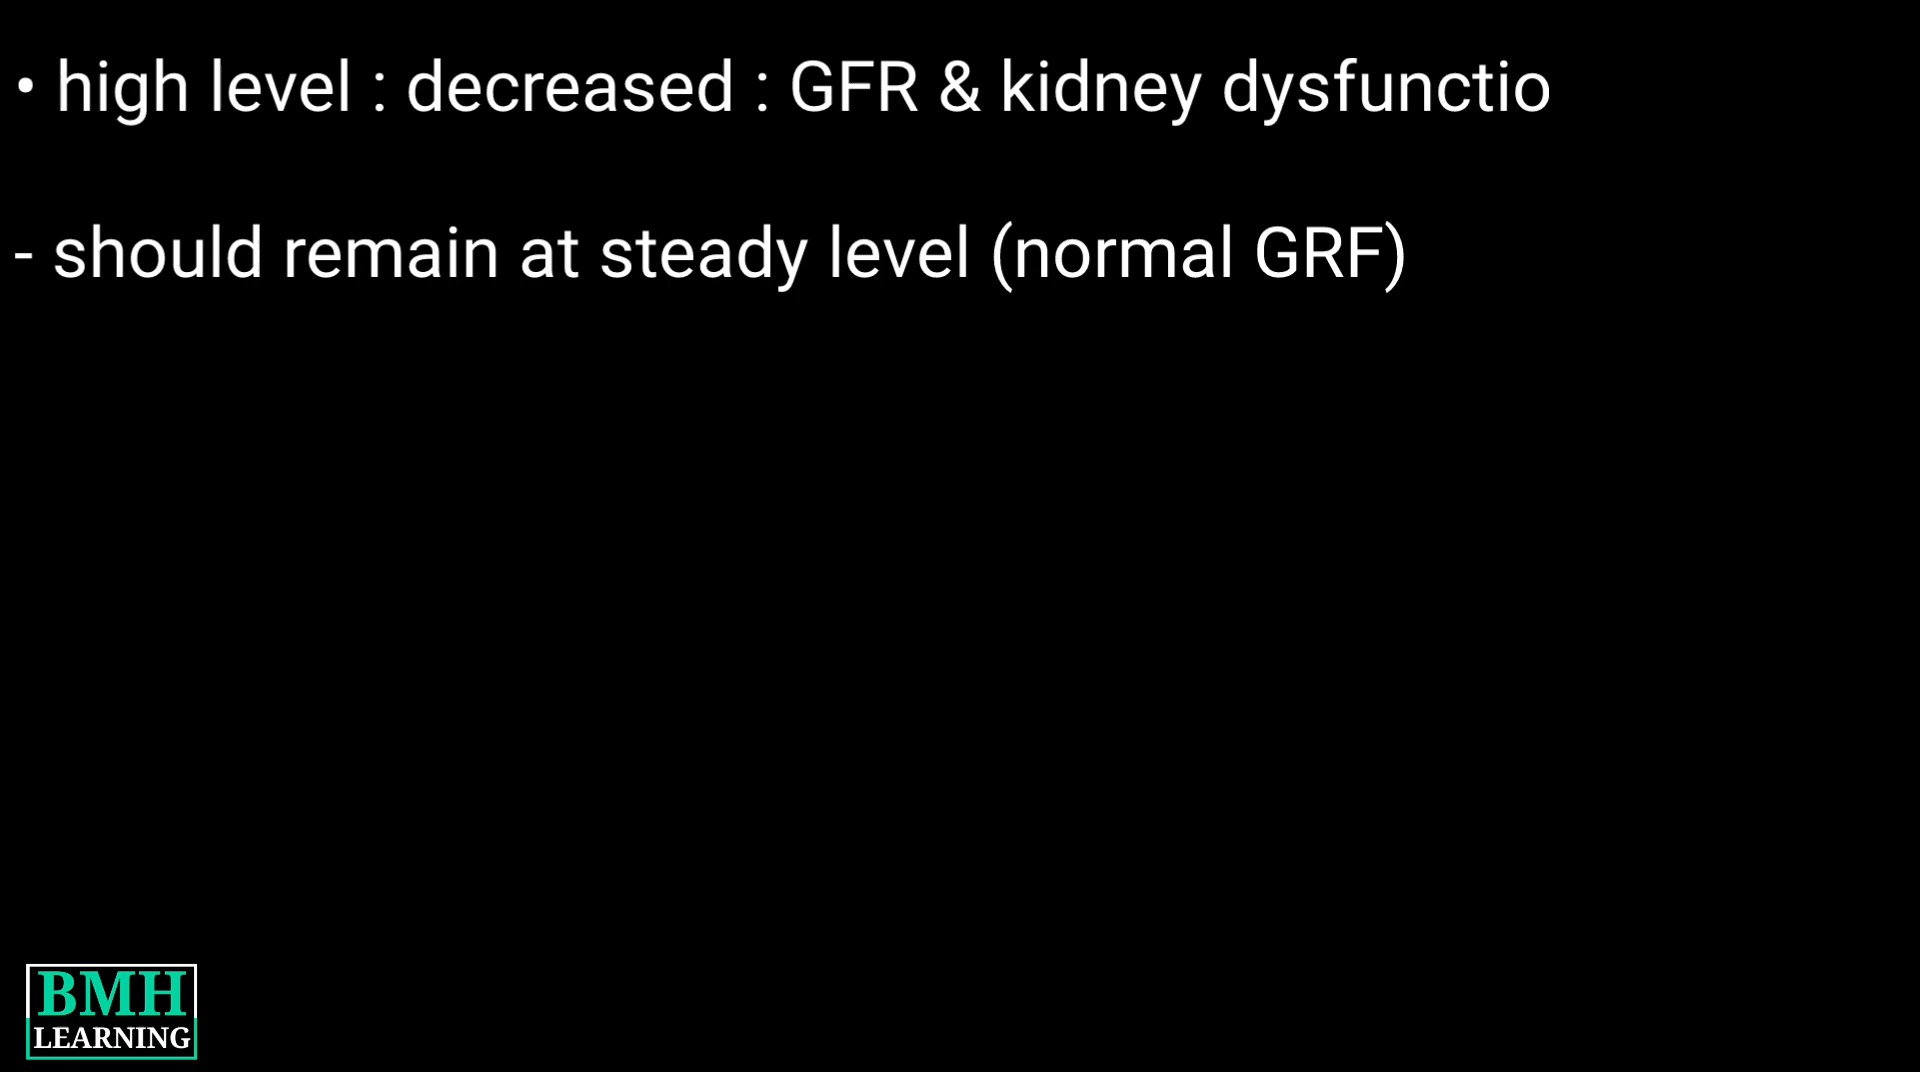 • high level : decreased : GFR & kidney dysfunctio
- should remain at steady level (normal GRF)
BMH
LEARNING